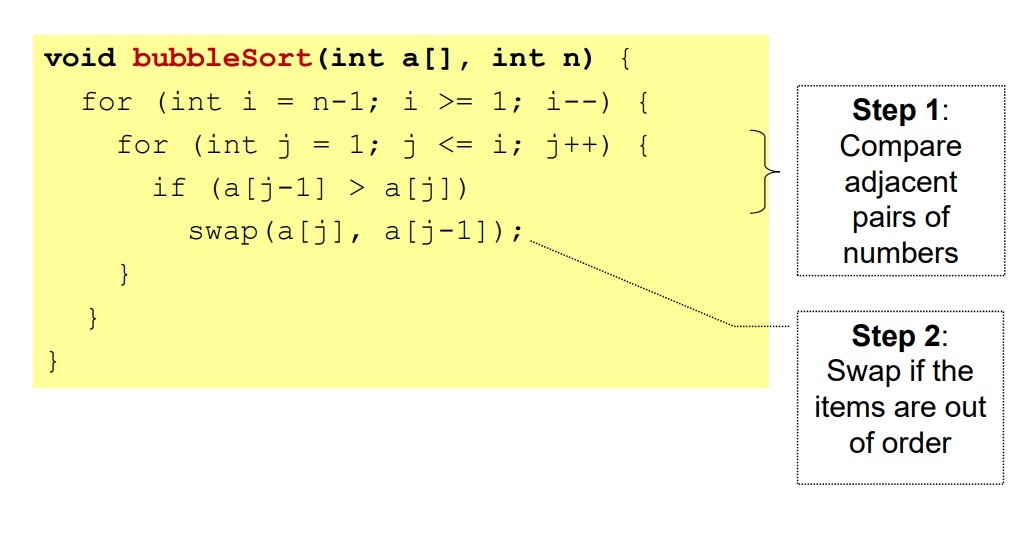 void bubbleSort(int a[], int n) {
for (int i = n-1; i >= 1; i--) {
for (int j = 1; j <= i; j++) {
if (a[j-1] > a[j])
swap(a[j], a[j-1]);
}
}
}
Step 1:
Compare
adjacent
pairs of
numbers
Step 2:
Swap if the
items are out
of order